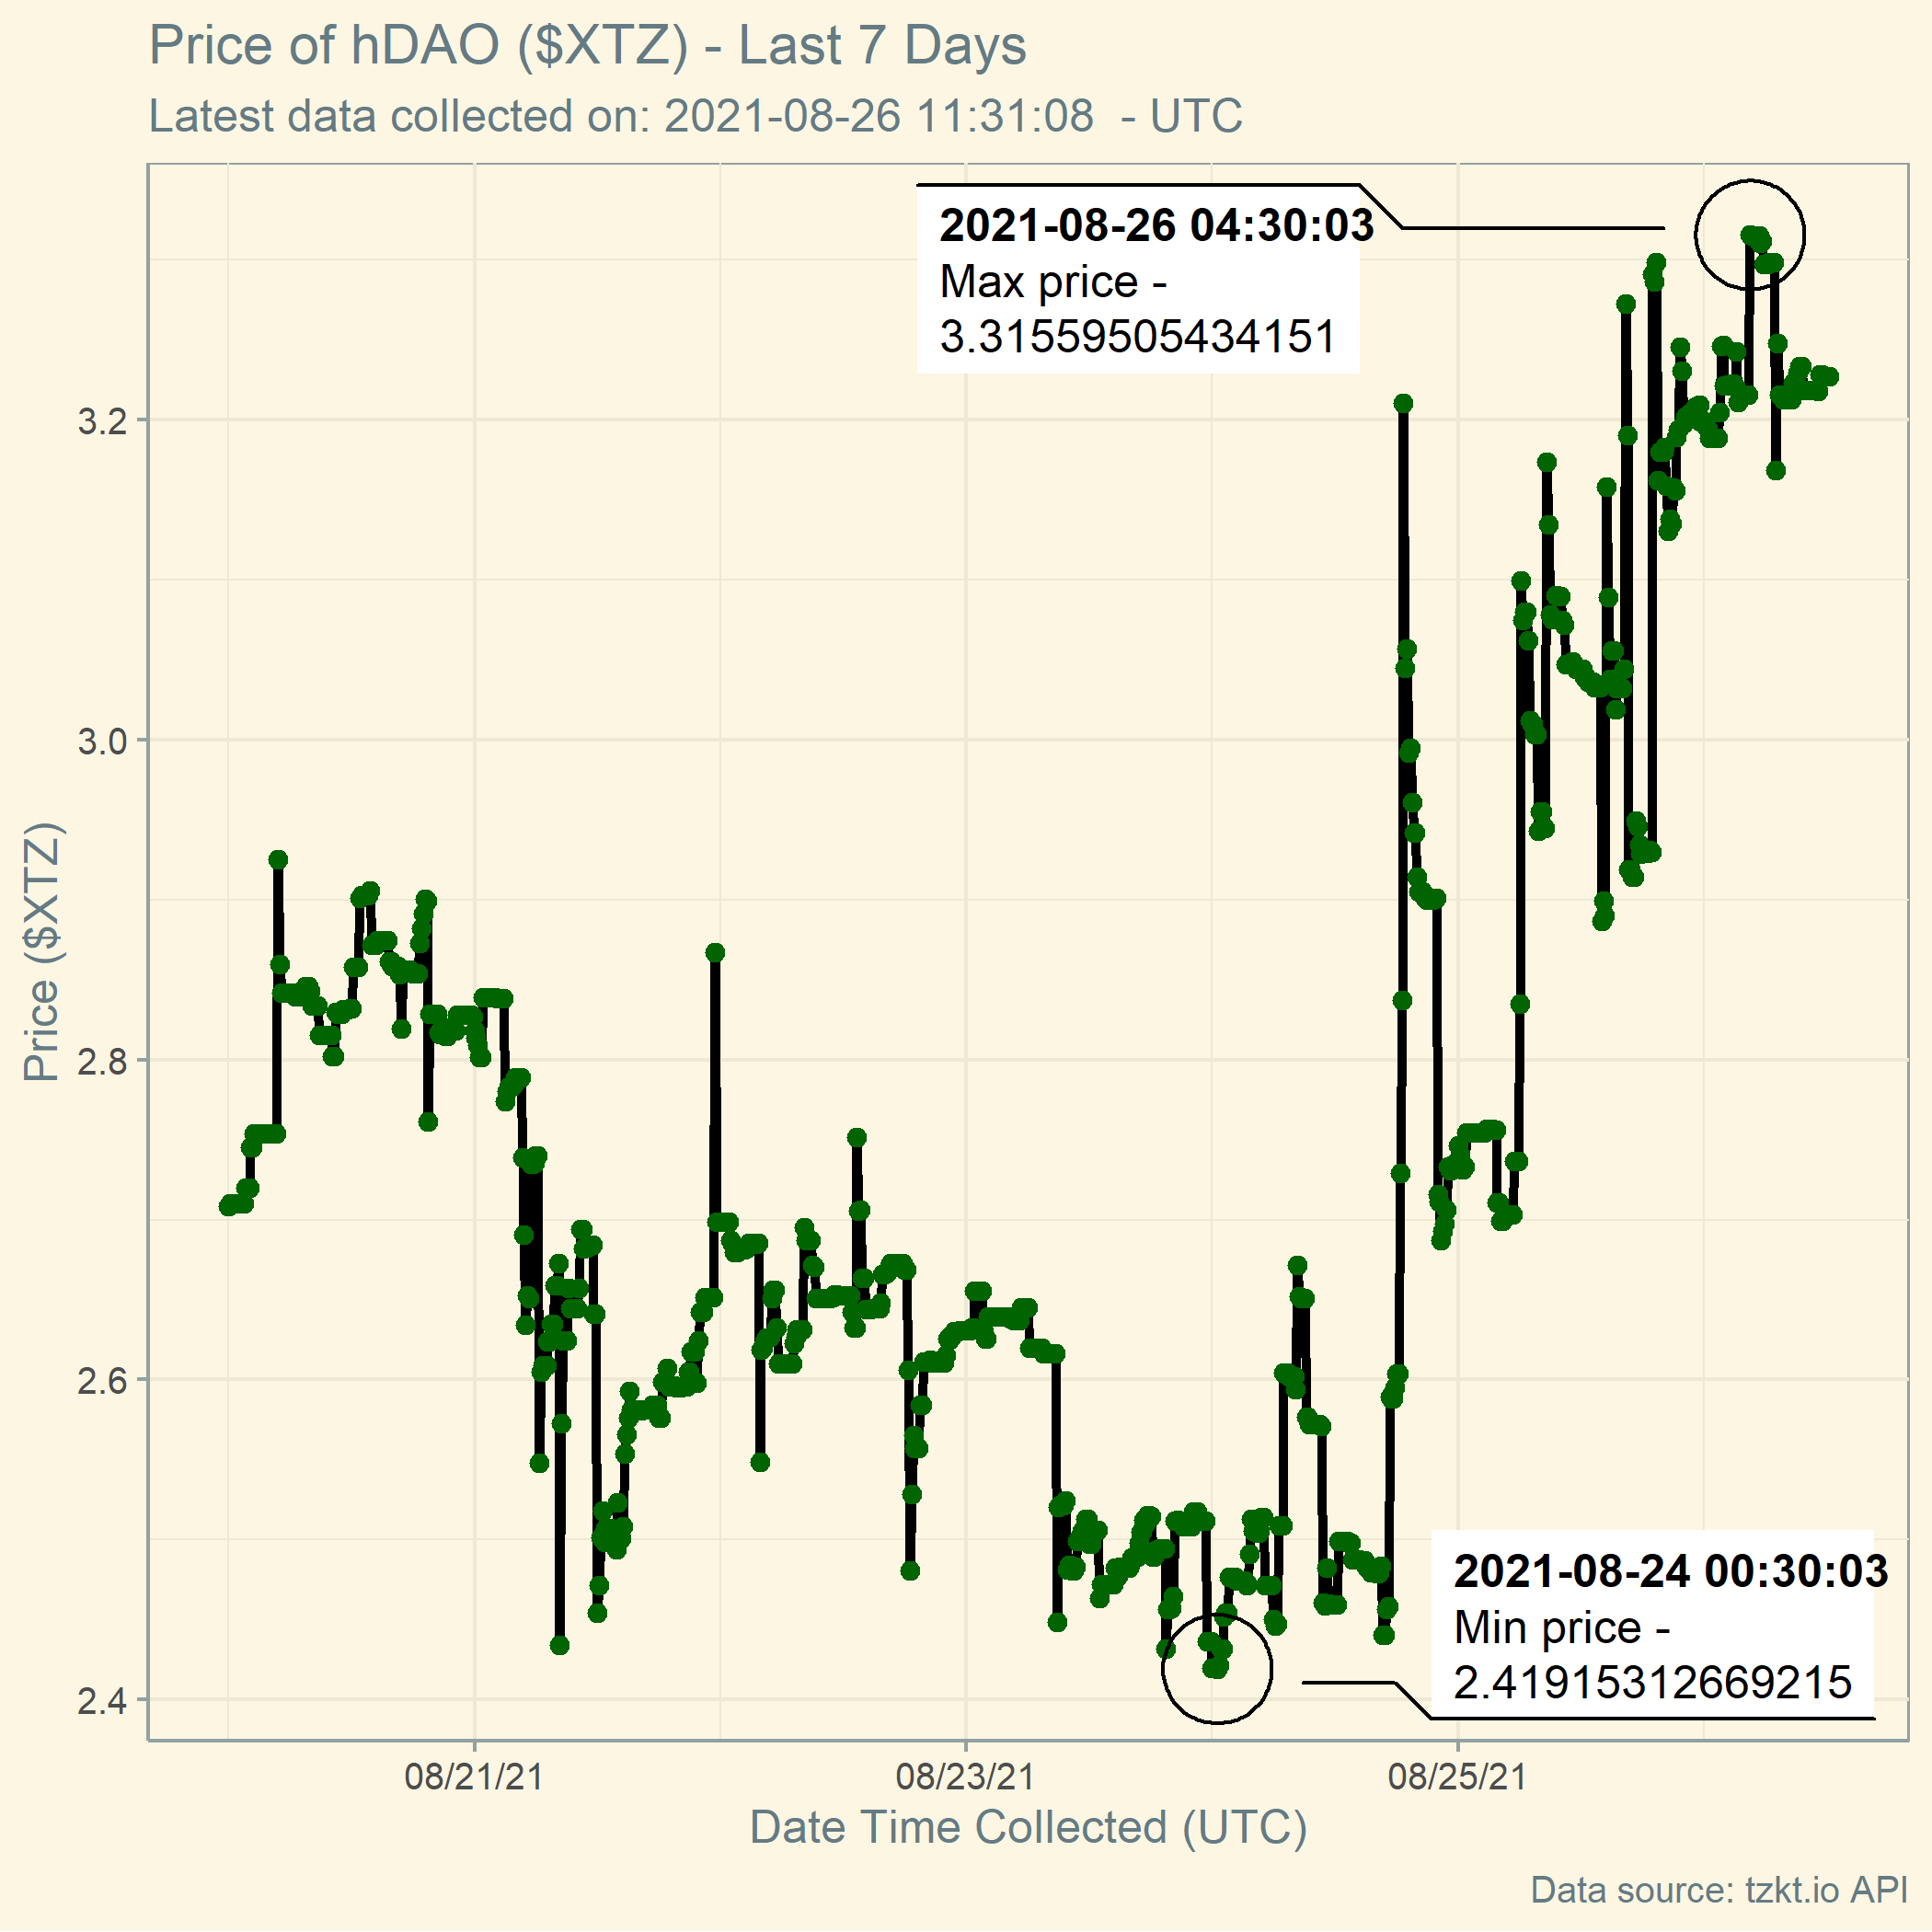 Price of hDAO ($XTZ) - Last 7 Days
Latest data collected on: 2021-08-26 11:31:08  - UTC
2021-08-26 04:30:03
Max price -
3.31559505434151
3.2
3.0
2.8
2.6
2.4
Price ($XTZ)
2021-08-24 00:30:03
Min price -
2.41915312669215
08/21/21
08/23/21
08/25/21
Date Time Collected (UTC)
Data source: tzkt.io API